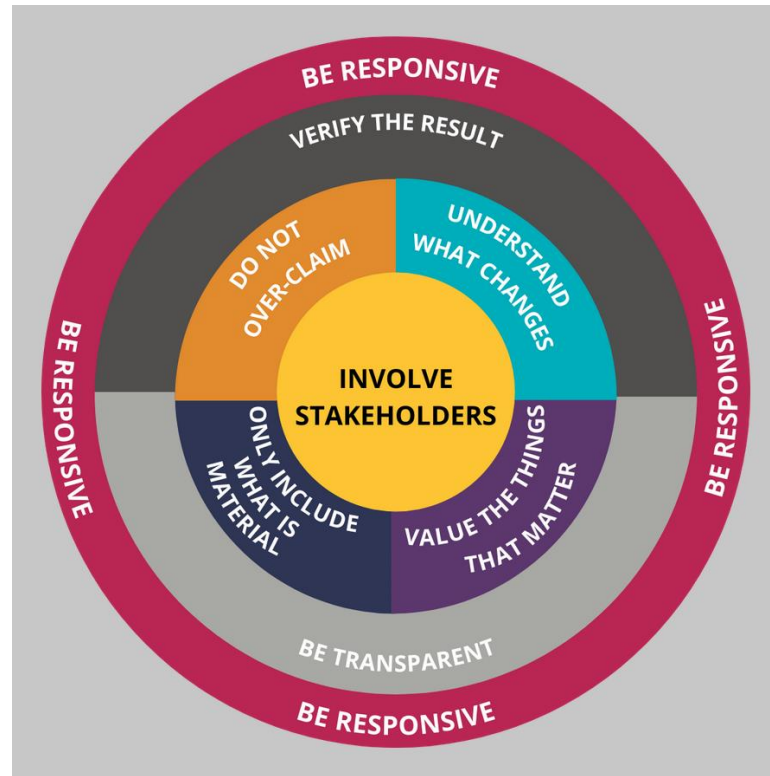 BE RESPONSIVE
VERIFY THE RESULT
DO NOT
OVER-CLAIM
UNDERSTAND
WHAT CHANGES
BE RESPONSIVE
INVOLVE
STAKEHOLDERS
BE RESPONSIVE
ONLY INCLUDE
WHAT IS
MATERIAL
VALUE THE THINGS
THAT MATTER
BE TRANSPARENT
BE RESPONSIVE